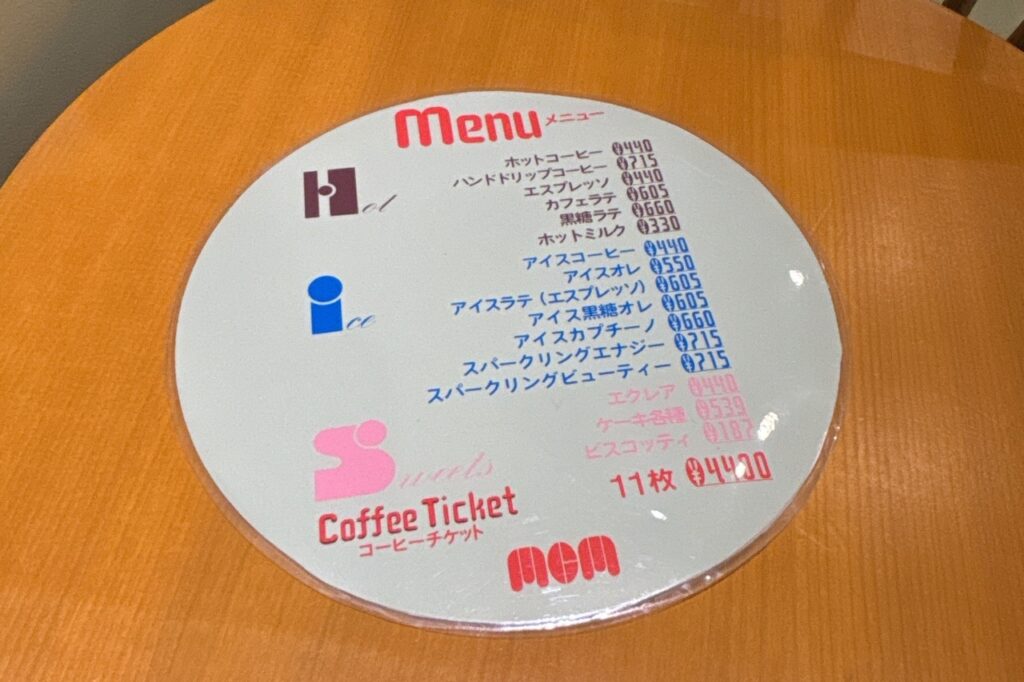 Menu メニュー
Hot
ホットコーヒー ¥440
ハンドドリップコーヒー ¥715
エスプレッソ ¥440
カフェラテ ¥605
黒糖ラテ ¥660
ホットミルク ¥330
ice
アイスコーヒー ¥440
アイスオレ ¥550
アイスラテ（エスプレッソ） ¥605
アイス黒糖オレ ¥605
アイスカプチーノ ¥660
スパークリングエナジー ¥715
スパークリングビューティー ¥715
Sweets
エクレア ¥440
ケーキ各種 ¥539
ビスコッティ ¥187
Coffee Ticket
コーヒーチケット
11枚 ¥4400
MCM